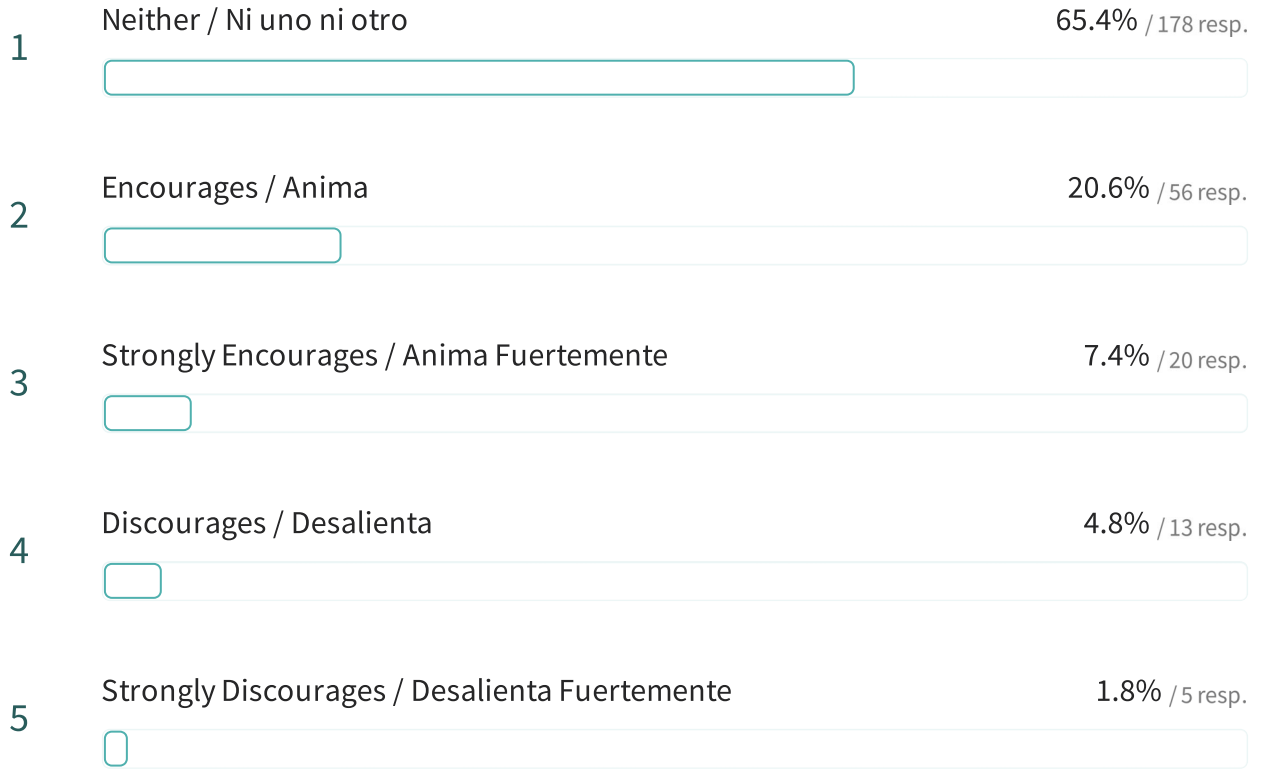 1
Neither / Ni uno ni otro
65.4% / 178 resp.
2
Encourages / Anima
20.6% / 56 resp.
3
Strongly Encourages / Anima Fuertemente
7.4% / 20 resp.
4
Discourages / Desalienta
4.8% / 13 resp.
5
Strongly Discourages / Desalienta Fuertemente
1.8% / 5 resp.